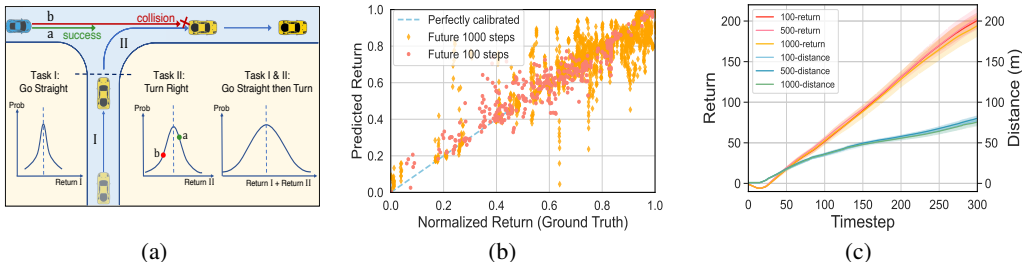 b
a
collision
success
II
Task I:
Go Straight
Task II:
Turn Right
Task I & II:
Go Straight then Turn
I
Prob
Return I
Prob
a
b
Return II
Prob
Return I + Return II
(a)
Predicted Return
1.0
0.8
0.6
0.4
0.2
0.0
Perfectly calibrated
Future 1000 steps
Future 100 steps
0.0 0.2 0.4 0.6 0.8 1.0
Normalized Return (Ground Truth)
(b)
Return
200
150
100
50
0
100-return
500-return
1000-return
100-distance
500-distance
1000-distance
200
150
100
50
0
Distance (m)
0 50 100 150 200 250 300
Timestep
(c)